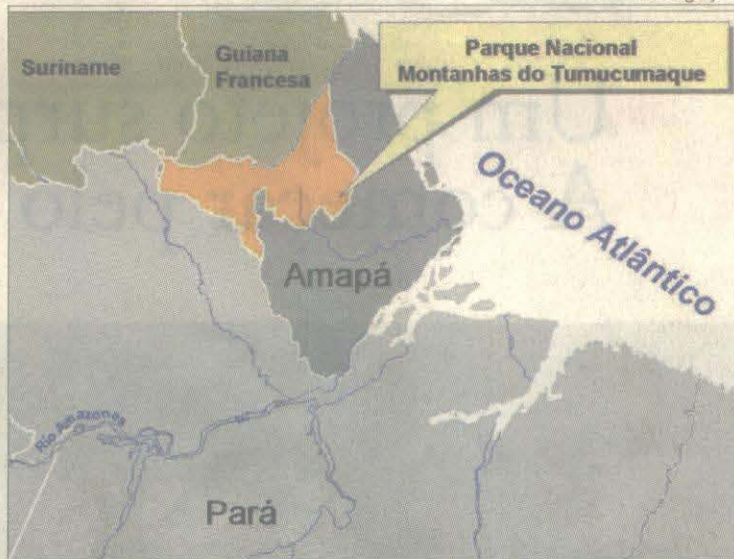 Suriname
Guiana
Francesa
Parque Nacional
Montanhas do Tumucumaque
Oceano Atlântico
Amapá
Rio Amazonas
Pará